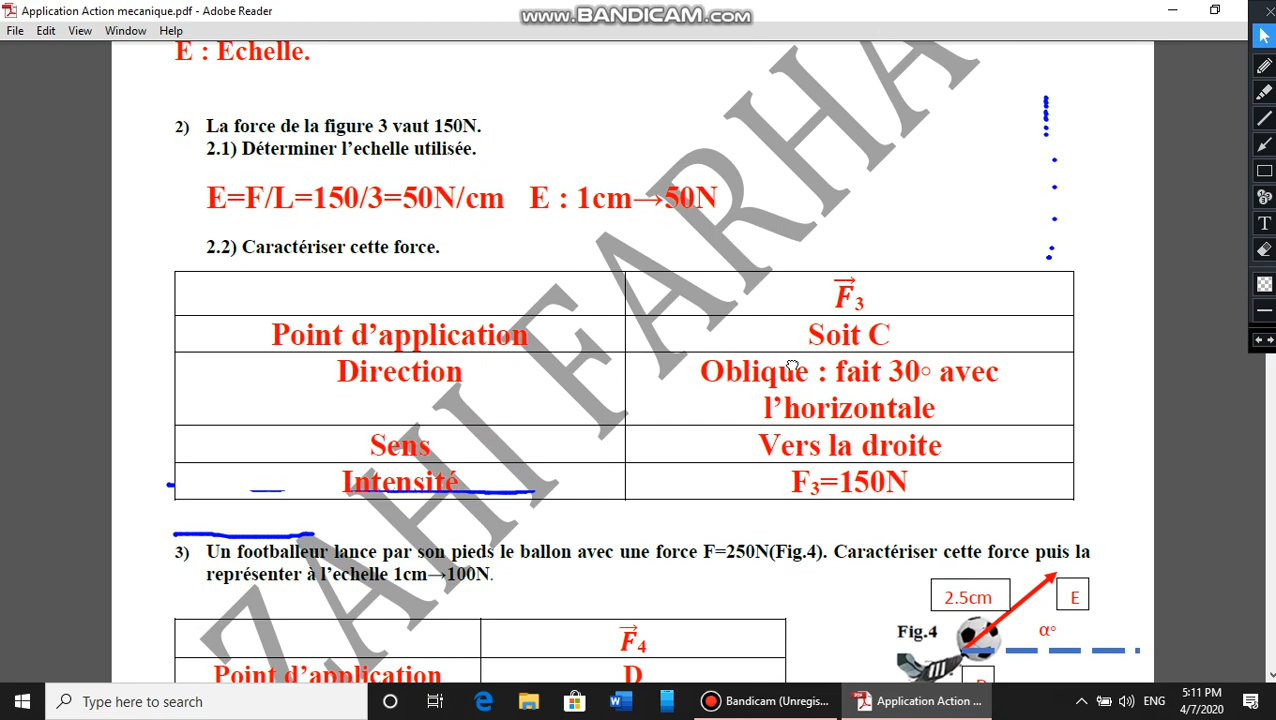 Application Action mecanique.pdf - Adobe Reader
www.BANDICAM.com
File Edit View Window Help
E : Echelle.
2) La force de la figure 3 vaut 150N.
2.1) Déterminer l’echelle utilisée.
E=F/L=150/3=50N/cm E : 1cm→50N
2.2) Caractériser cette force.
F₃
Point d’application Soit C
Direction Oblique : fait 30◦ avec
l’horizontale
Sens Vers la droite
Intensité F₃=150N
3) Un footballeur lance par son pieds le ballon avec une force F=250N(Fig.4). Caractériser cette force puis la
représenter à l’echelle 1cm→100N.
2.5cm E
F₄
Fig.4 α◦
Point d’application D
ZAHI FARHA
Type here to search
Bandicam (Unregis...
Application Action ...
ENG
5:11 PM
4/7/2020